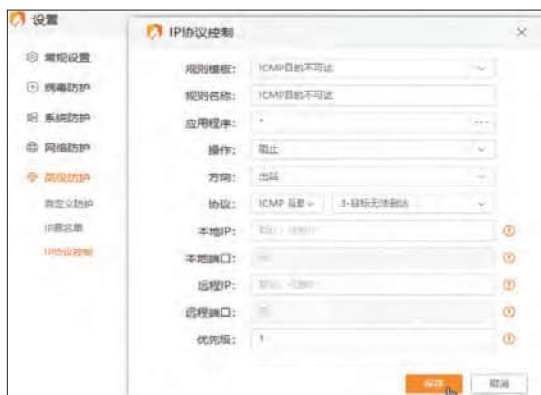 设置
常规设置
病毒防护
系统防护
网络防护
高级防护
自定义防护
IP黑名单
IP协议控制
IP协议控制
规则模板： ICMP目的不可达
规则名称： ICMP目的不可达
应用程序： *
操作： 阻止
方向： 出站
协议： ICMP 3-目标无法到达
本地IP：
本地端口：
远程IP：
远程端口：
优先级： 1
保存 取消